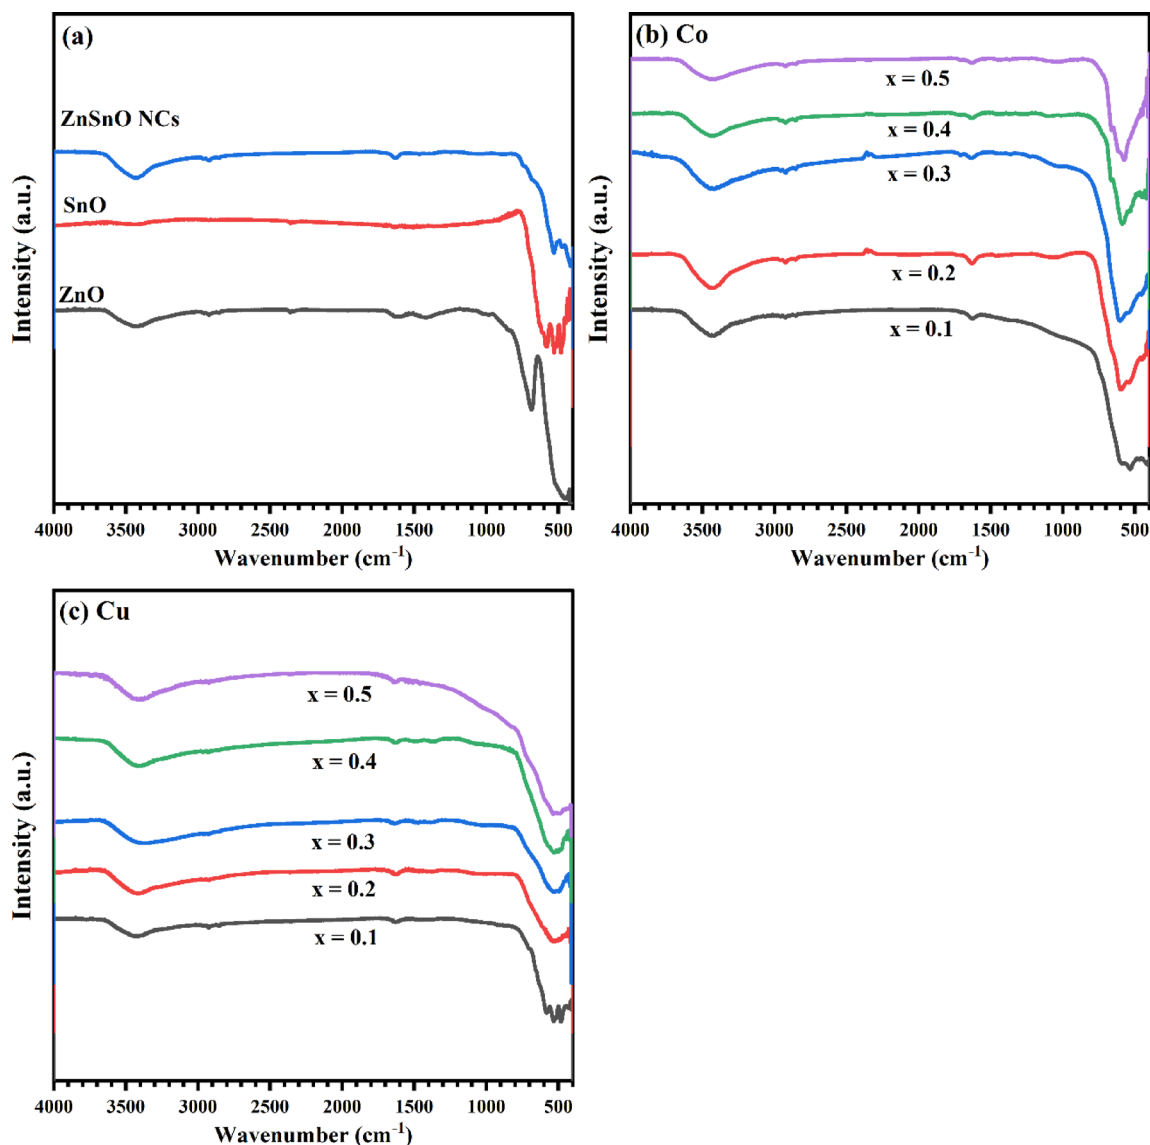 (a)
ZnSnO NCs
SnO
ZnO
Intensity (a.u.)
4000 3500 3000 2500 2000 1500 1000 500
Wavenumber (cm-1)
(b) Co
x = 0.5
x = 0.4
x = 0.3
x = 0.2
x = 0.1
Intensity (a.u.)
4000 3500 3000 2500 2000 1500 1000 500
Wavenumber (cm-1)
(c) Cu
x = 0.5
x = 0.4
x = 0.3
x = 0.2
x = 0.1
Intensity (a.u.)
4000 3500 3000 2500 2000 1500 1000 500
Wavenumber (cm-1)